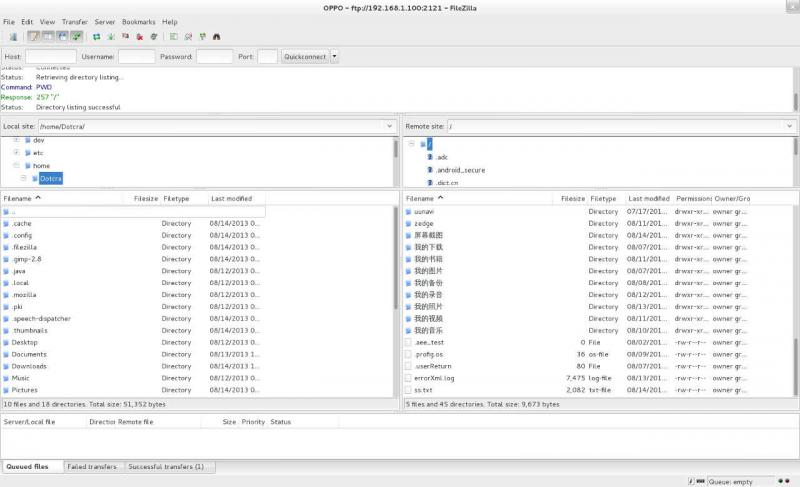 OPPO - ftp://192.168.1.100:2121 - FileZilla
File Edit View Transfer Server Bookmarks Help
Host: Username: Password: Port: Quickconnect
Status: Connected
Status: Retrieving directory listing...
Command: PWD
Response: 257 "/"
Status: Directory listing successful
Local site: /home/Dotcra/
dev
etc
home
Dotcra
Remote site: /
/
.adc
.android_secure
.dict.cn
Filename Filesize Filetype Last modified
..
.cache Directory 08/14/2013 0...
.config Directory 08/14/2013 0...
.filezilla Directory 08/14/2013 0...
.gimp-2.8 Directory 08/14/2013 0...
.java Directory 08/12/2013 0...
.local Directory 08/12/2013 0...
.mozilla Directory 08/12/2013 0...
.pki Directory 08/12/2013 0...
.speech-dispatcher Directory 08/14/2013 0...
.thumbnails Directory 08/14/2013 0...
Desktop Directory 08/12/2013 0...
Documents Directory 08/13/2013 1...
Downloads Directory 08/14/2013 1...
Music Directory 08/13/2013 0...
Pictures Directory 08/14/2013 0...
10 files and 18 directories. Total size: 51,352 bytes
Filename Filesize Filetype Last modified Permissions Owner/Gro
uunavi Directory 07/17/201... drwxr-xr... owner gr...
zedge Directory 08/11/201... drwxr-xr... owner gr...
屏幕截图 Directory 08/14/201... drwxr-xr... owner gr...
我的下载 Directory 08/07/201... drwxr-xr... owner gr...
我的书籍 Directory 08/11/201... drwxr-xr... owner gr...
我的图片 Directory 08/07/201... drwxr-xr... owner gr...
我的备份 Directory 08/08/201... drwxr-xr... owner gr...
我的录音 Directory 08/12/201... drwxr-xr... owner gr...
我的照片 Directory 08/13/201... drwxr-xr... owner gr...
我的视频 Directory 08/11/201... drwxr-xr... owner gr...
我的音乐 Directory 08/13/201... drwxr-xr... owner gr...
.aee_test 0 File 08/02/201... -rw-r--r-- owner gr...
.profig.os 36 os-file 08/09/201... -rw-r--r-- owner gr...
.userReturn 80 File 08/07/201... -rw-r--r-- owner gr...
errorXml.log 7,475 log-file 08/13/201... -rw-r--r-- owner gr...
ss.txt 2,082 txt-file 08/14/201... -rw-r--r-- owner gr...
5 files and 45 directories. Total size: 9,673 bytes
Server/Local file Direction Remote file Size Priority Status
Queued files Failed transfers Successful transfers (1)
Queue: empty